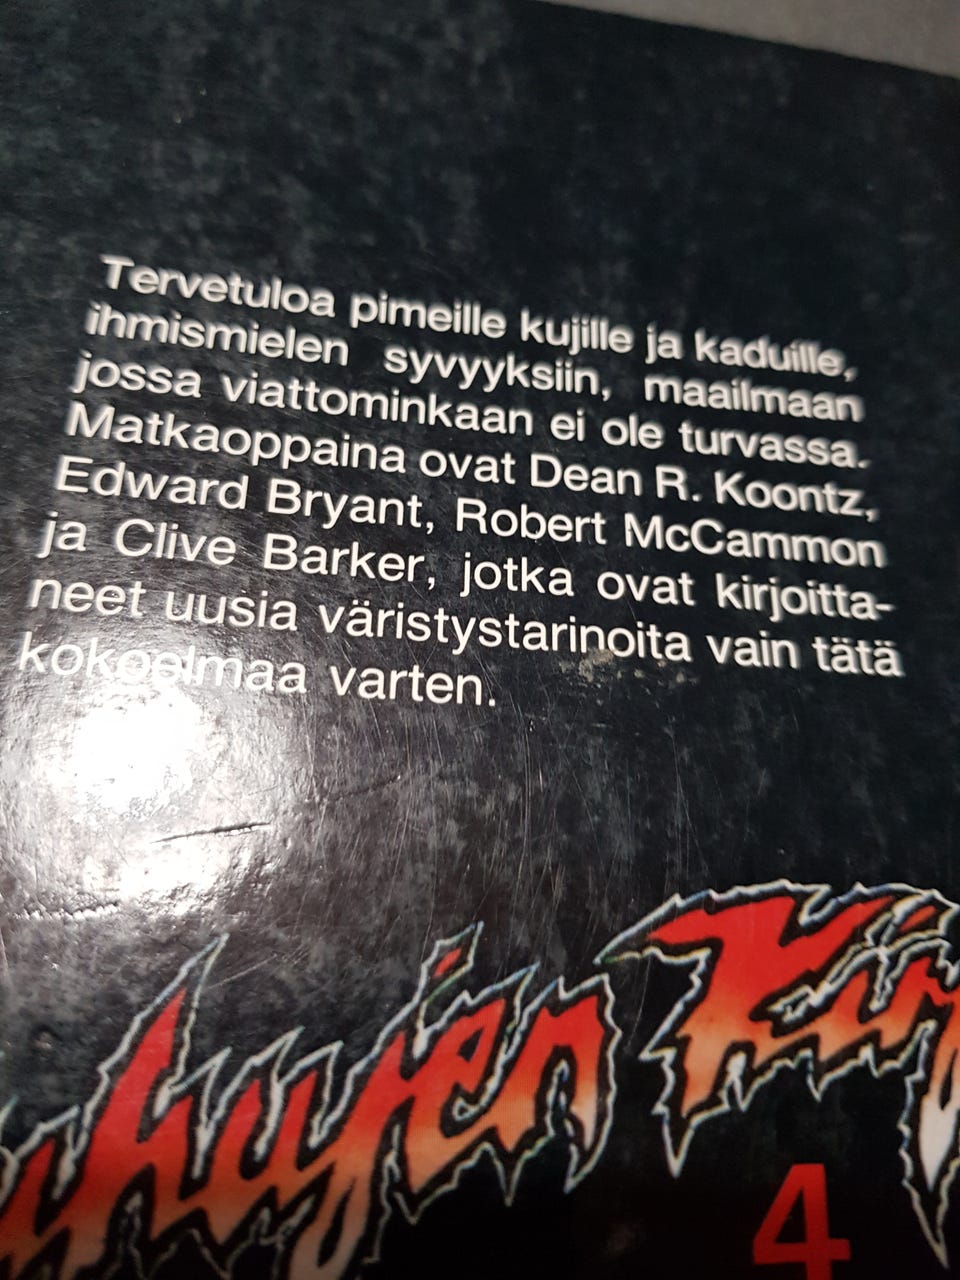 Tervetuloa pimeille kujille ja kaduille,
ihmismielen syvyyksiin, maailmaan
jossa viattominkaan ei ole turvassa.
Matkaoppaina ovat Dean R. Koontz,
Edward Bryant, Robert McCammon
ja Clive Barker, jotka ovat kirjoitta-
neet uusia väristystarinoita vain tätä
kokoelmaa varten.
4